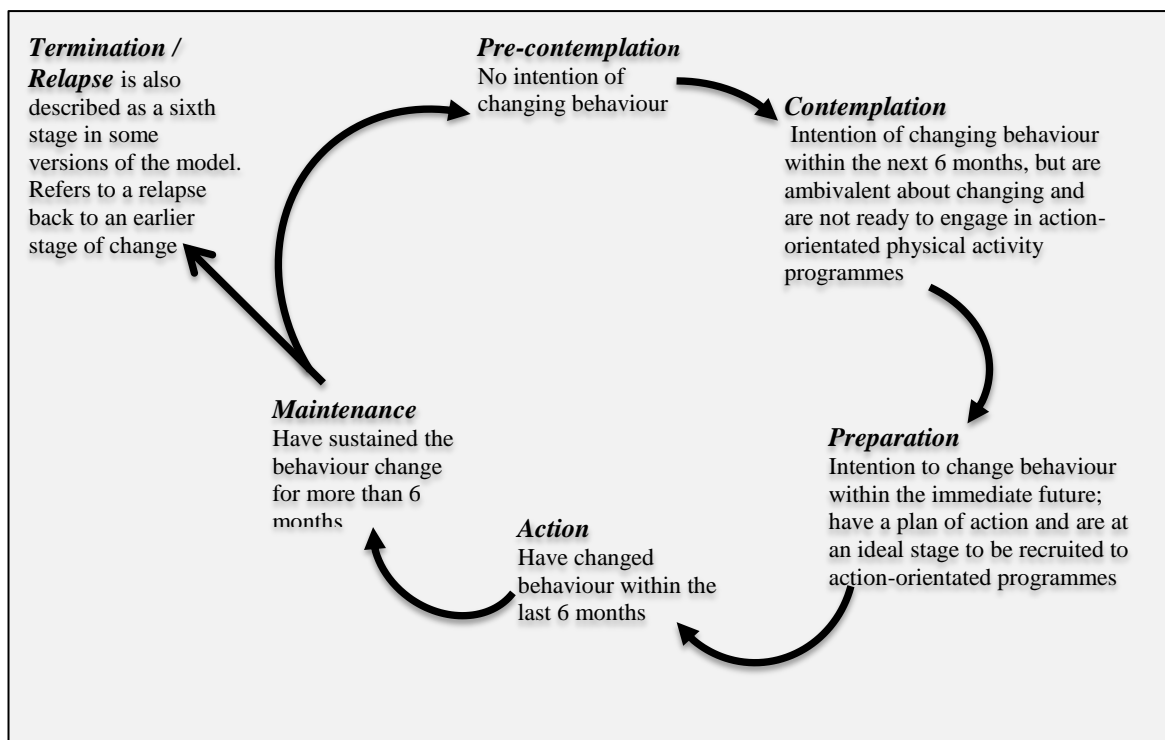 Termination /
Relapse is also
described as a sixth
stage in some
versions of the model.
Refers to a relapse
back to an earlier
stage of change
Pre-contemplation
No intention of
changing behaviour
Contemplation
Intention of changing behaviour
within the next 6 months, but are
ambivalent about changing and
are not ready to engage in action-
orientated physical activity
programmes
Preparation
Intention to change behaviour
within the immediate future;
have a plan of action and are at
an ideal stage to be recruited to
action-orientated programmes
Action
Have changed
behaviour within the
last 6 months
Maintenance
Have sustained the
behaviour change
for more than 6
months